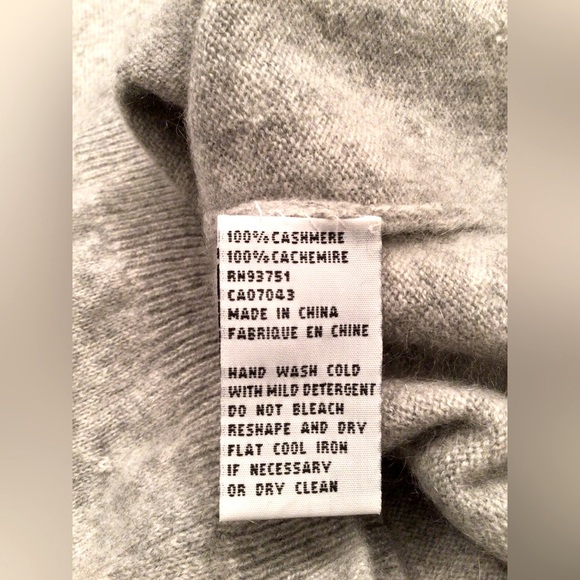 100% CASHMERE
100% CACHEMIRE
RN93751
CA07043
MADE IN CHINA
FABRIQUE EN CHINE
HAND WASH COLD
WITH MILD DETERGENT
DO NOT BLEACH
RESHAPE AND DRY
FLAT COOL IRON
IF NECESSARY
OR DRY CLEAN